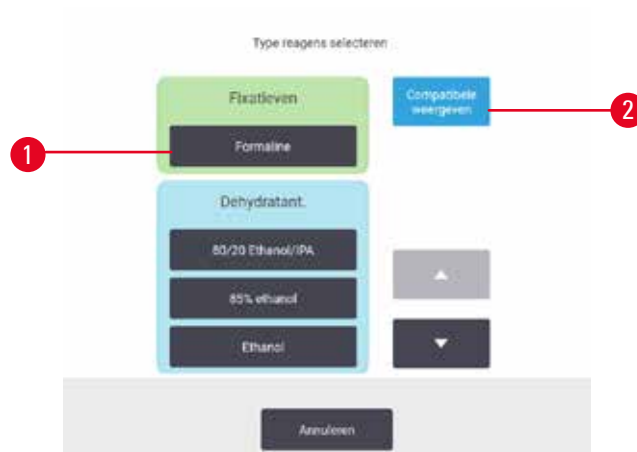 Type reagens selecteren
Fixatieven
Compatibele
weergeven
2
1
Formaline
Dehydratant.
80/20 Ethanol/IPA
85% ethanol
Ethanol
Annuleren